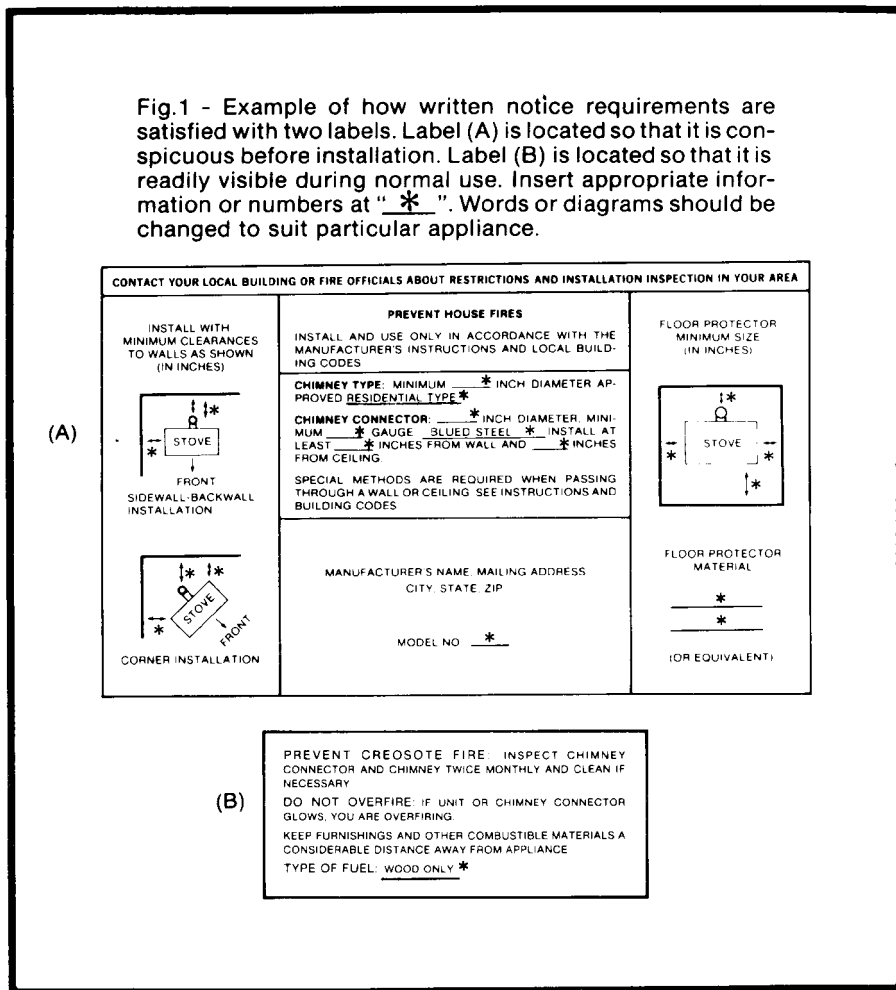 Fig.1 - Example of how written notice requirements are
satisfied with two labels. Label (A) is located so that it is con-
spicuous before installation. Label (B) is located so that it is
readily visible during normal use. Insert appropriate infor-
mation or numbers at "_*_". Words or diagrams should be
changed to suit particular appliance.
CONTACT YOUR LOCAL BUILDING OR FIRE OFFICIALS ABOUT RESTRICTIONS AND INSTALLATION INSPECTION IN YOUR AREA
(A)
INSTALL WITH
MINIMUM CLEARANCES
TO WALLS AS SHOWN
(IN INCHES)
*
*
STOVE
FRONT
SIDEWALL-BACKWALL
INSTALLATION
* *
*
STOVE
FRONT
CORNER INSTALLATION
PREVENT HOUSE FIRES
INSTALL AND USE ONLY IN ACCORDANCE WITH THE
MANUFACTURER'S INSTRUCTIONS AND LOCAL BUILD-
ING CODES
CHIMNEY TYPE: MINIMUM ____* INCH DIAMETER AP-
PROVED RESIDENTIAL TYPE *
CHIMNEY CONNECTOR: ____* INCH DIAMETER, MINI-
MUM ___* GAUGE BLUED STEEL * INSTALL AT
LEAST ____* INCHES FROM WALL AND ___* INCHES
FROM CEILING.
SPECIAL METHODS ARE REQUIRED WHEN PASSING
THROUGH A WALL OR CEILING SEE INSTRUCTIONS AND
BUILDING CODES
MANUFACTURER'S NAME, MAILING ADDRESS
CITY, STATE, ZIP
MODEL NO _*_
FLOOR PROTECTOR
MINIMUM SIZE
(IN INCHES)
*
STOVE
* *
*
FLOOR PROTECTOR
MATERIAL
*
*
(OR EQUIVALENT)
(B)
PREVENT CREOSOTE FIRE: INSPECT CHIMNEY
CONNECTOR AND CHIMNEY TWICE MONTHLY AND CLEAN IF
NECESSARY
DO NOT OVERFIRE: IF UNIT OR CHIMNEY CONNECTOR
GLOWS, YOU ARE OVERFIRING.
KEEP FURNISHINGS AND OTHER COMBUSTIBLE MATERIALS A
CONSIDERABLE DISTANCE AWAY FROM APPLIANCE
TYPE OF FUEL: WOOD ONLY *